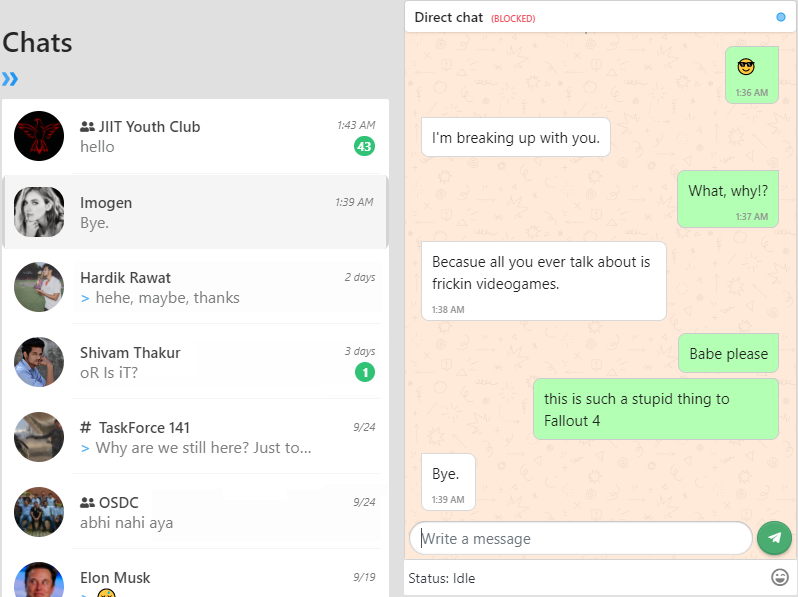 Chats
»
JIIT Youth Club 1:43 AM
hello 43
Imogen 1:39 AM
Bye.
Hardik Rawat 2 days
> hehe, maybe, thanks
Shivam Thakur 3 days
oR Is iT? 1
# TaskForce 141 9/24
> Why are we still here? Just to...
OSDC 9/24
abhi nahi aya
Elon Musk 9/19
>
Direct chat (BLOCKED)
😎
1:36 AM
I'm breaking up with you.
What, why!?
1:37 AM
Becasue all you ever talk about is
frickin videogames.
1:38 AM
Babe please
this is such a stupid thing to
Fallout 4
Bye.
1:39 AM
Write a message
Status: Idle